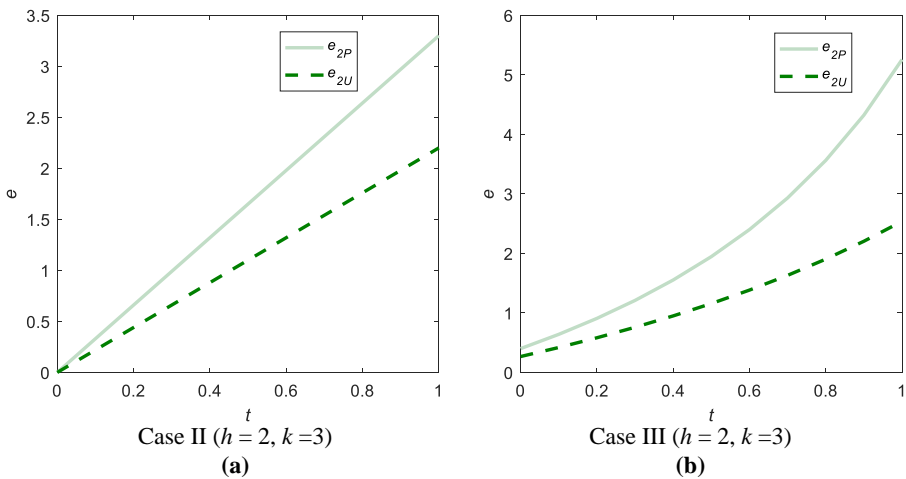 3.5
3
2.5
2
1.5
1
0.5
0
e
0 0.2 0.4 0.6 0.8 1
t
e2P
e2U
Case II (h = 2, k =3)
(a)
6
5
4
3
2
1
0
e
0 0.2 0.4 0.6 0.8 1
t
e2P
e2U
Case III (h = 2, k =3)
(b)